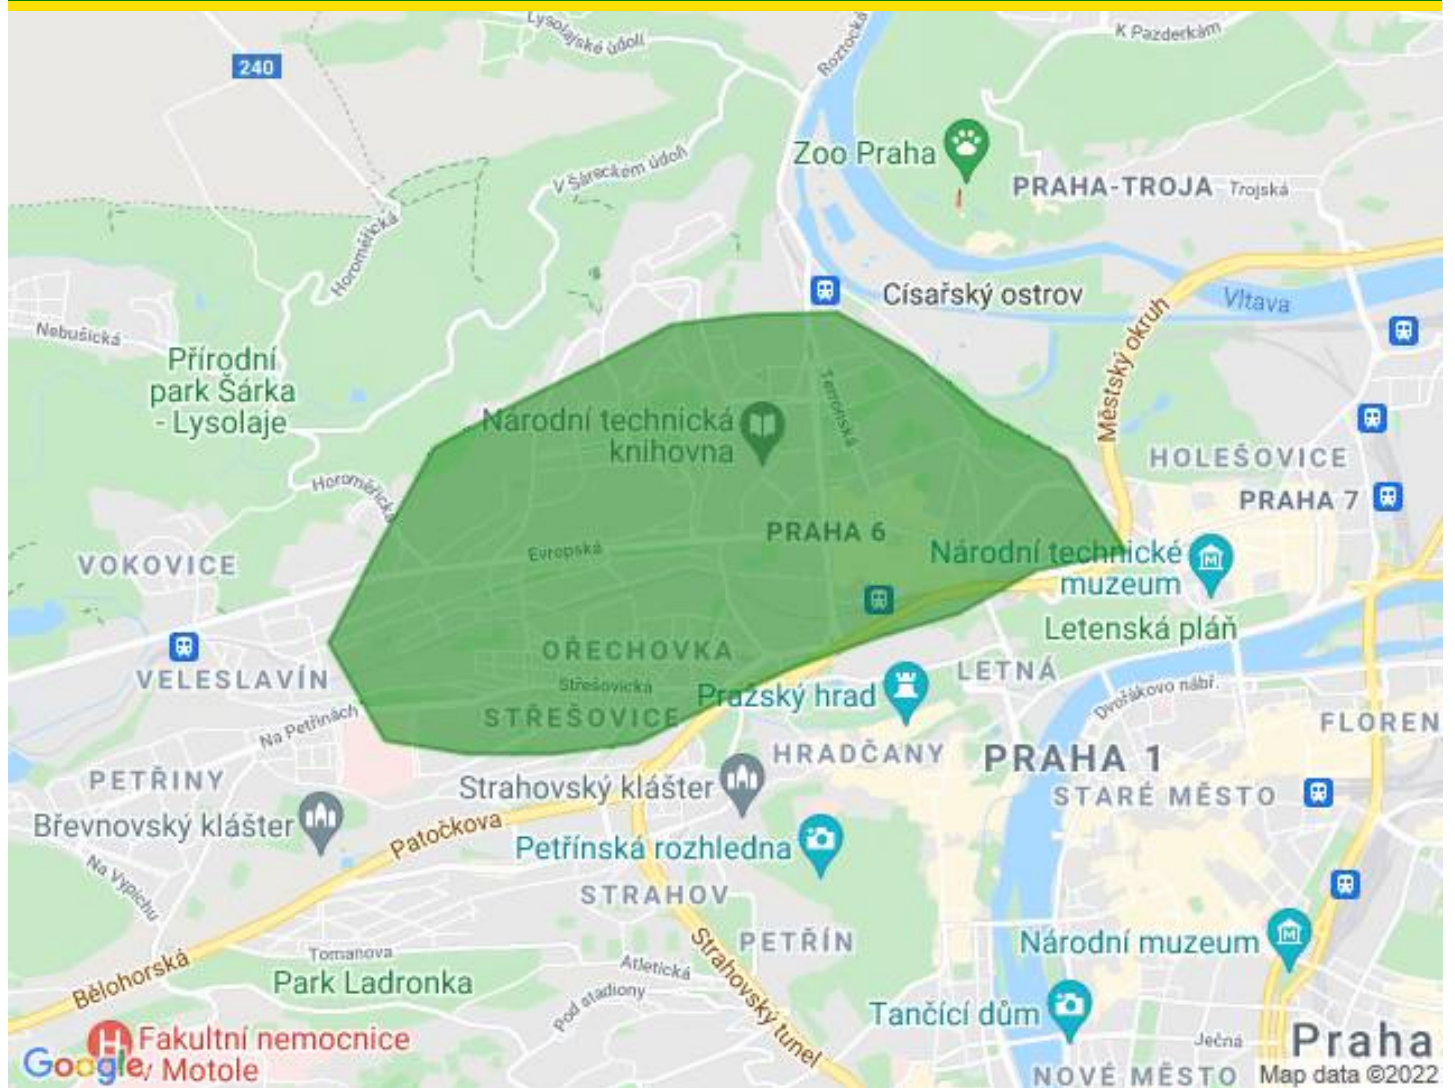 Lysolajské údolí
Roztocká
K Pazderkám
240
V Šáreckém údolí
Zoo Praha
PRAHA-TROJA
Trojská
Horoměřická
Císařský ostrov
Vltava
Nebušická
Přírodní
park Šárka
- Lysolaje
Městský okruh
Terronská
Národní technická
knihovna
HOLEŠOVICE
Horoměřická
PRAHA 7
PRAHA 6
Evropská
Národní technické
muzeum
VOKOVICE
Letenská pláň
OŘECHOVKA
LETNÁ
VELESLAVÍN
Střešovická
Pražský hrad
Dvořákovo nábř.
STŘEŠOVICE
Na Petřinách
FLOREN
HRADČANY
PRAHA 1
PETŘINY
Strahovský klášter
STARÉ MĚSTO
Břevnovský klášter
Patočkova
Petřínská rozhledna
Na Vypichu
STRAHOV
PETŘÍN
Národní muzeum
Tomanova
Atletická
Bělohorská
Park Ladronka
Strahovský tunel
Pod stadiony
Tančící dům
Fakultní nemocnice
v Motole
Ječná
Praha
Google
NOVÉ MĚSTO
Map data ©2022